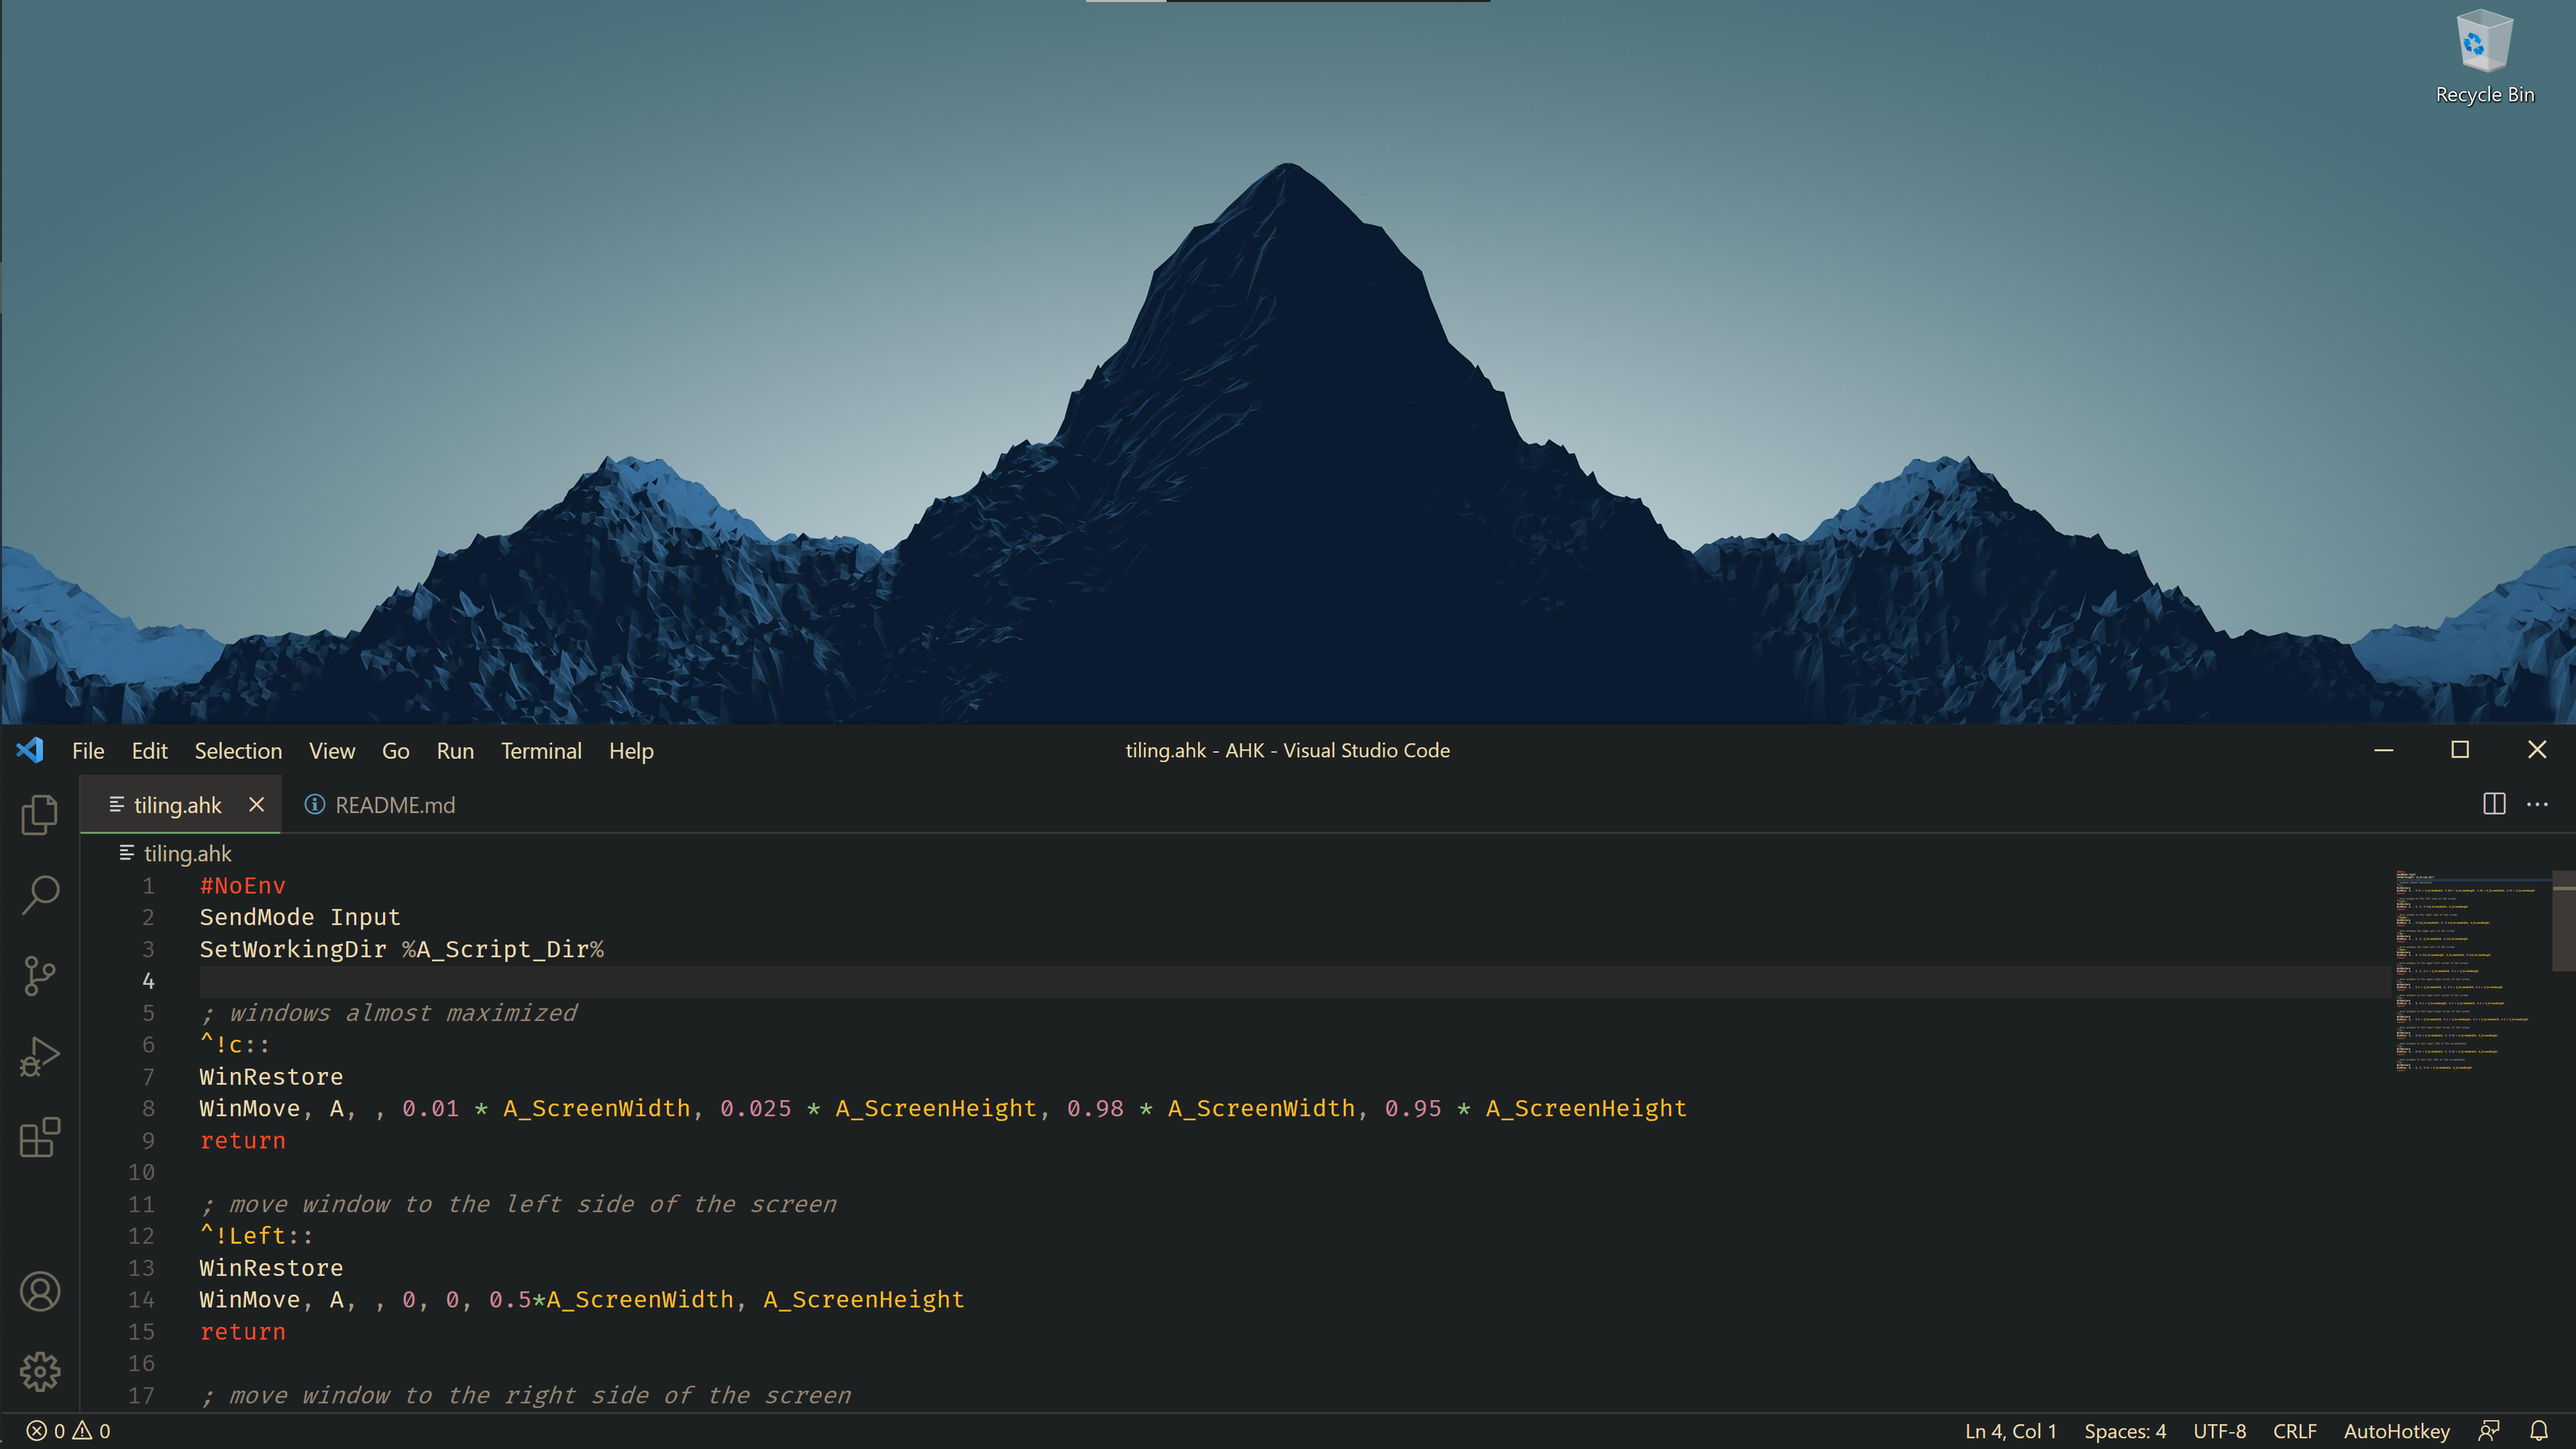 Recycle Bin
File Edit Selection View Go Run Terminal Help
tiling.ahk - AHK - Visual Studio Code
tiling.ahk
README.md
tiling.ahk
1 #NoEnv
2 SendMode Input
3 SetWorkingDir %A_Script_Dir%
4
5 ; windows almost maximized
6 ^!c::
7 WinRestore
8 WinMove, A, , 0.01 * A_ScreenWidth, 0.025 * A_ScreenHeight, 0.98 * A_ScreenWidth, 0.95 * A_ScreenHeight
9 return
10
11 ; move window to the left side of the screen
12 ^!Left::
13 WinRestore
14 WinMove, A, , 0, 0, 0.5*A_ScreenWidth, A_ScreenHeight
15 return
16
17 ; move window to the right side of the screen
0 0 Ln 4, Col 1 Spaces: 4 UTF-8 CRLF AutoHotkey